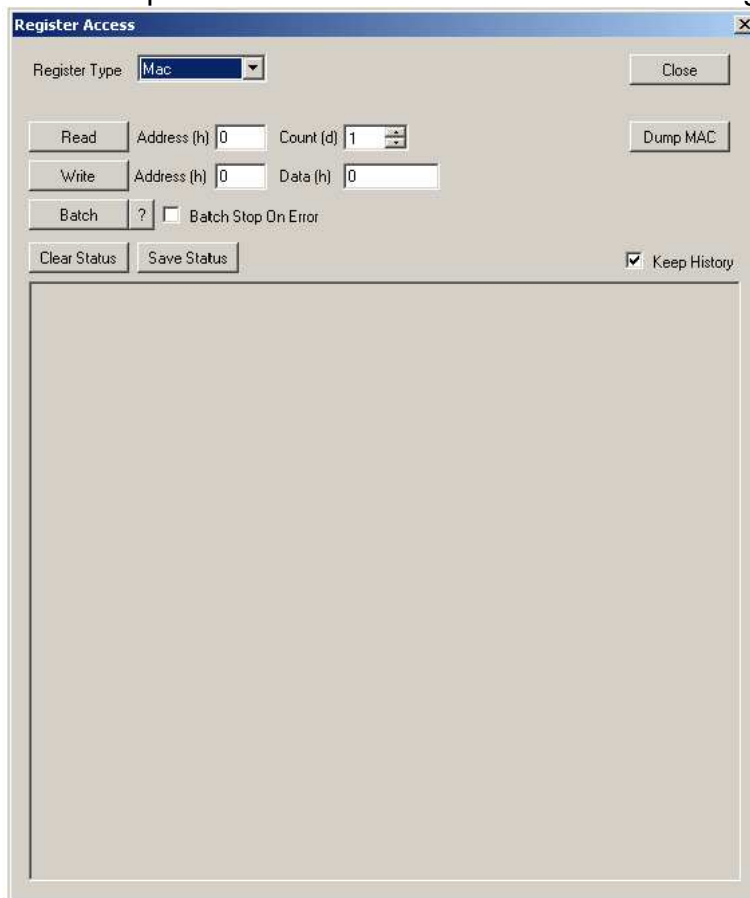 Register Access
Register Type Mac Close
Read Address (h) 0 Count (d) 1 Dump MAC
Write Address (h) 0 Data (h) 0
Batch ? Batch Stop On Error
Clear Status Save Status Keep History